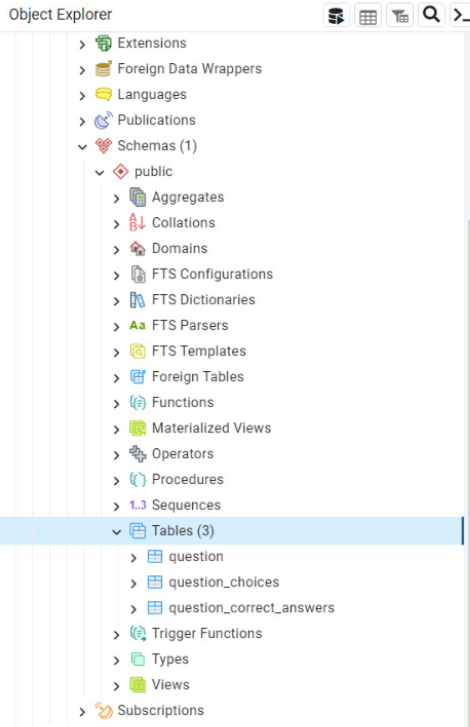 Object Explorer
Extensions
Foreign Data Wrappers
Languages
Publications
Schemas (1)
public
Aggregates
Collations
Domains
FTS Configurations
FTS Dictionaries
Aa FTS Parsers
FTS Templates
Foreign Tables
Functions
Materialized Views
Operators
Procedures
1..3 Sequences
Tables (3)
question
question_choices
question_correct_answers
Trigger Functions
Types
Views
Subscriptions